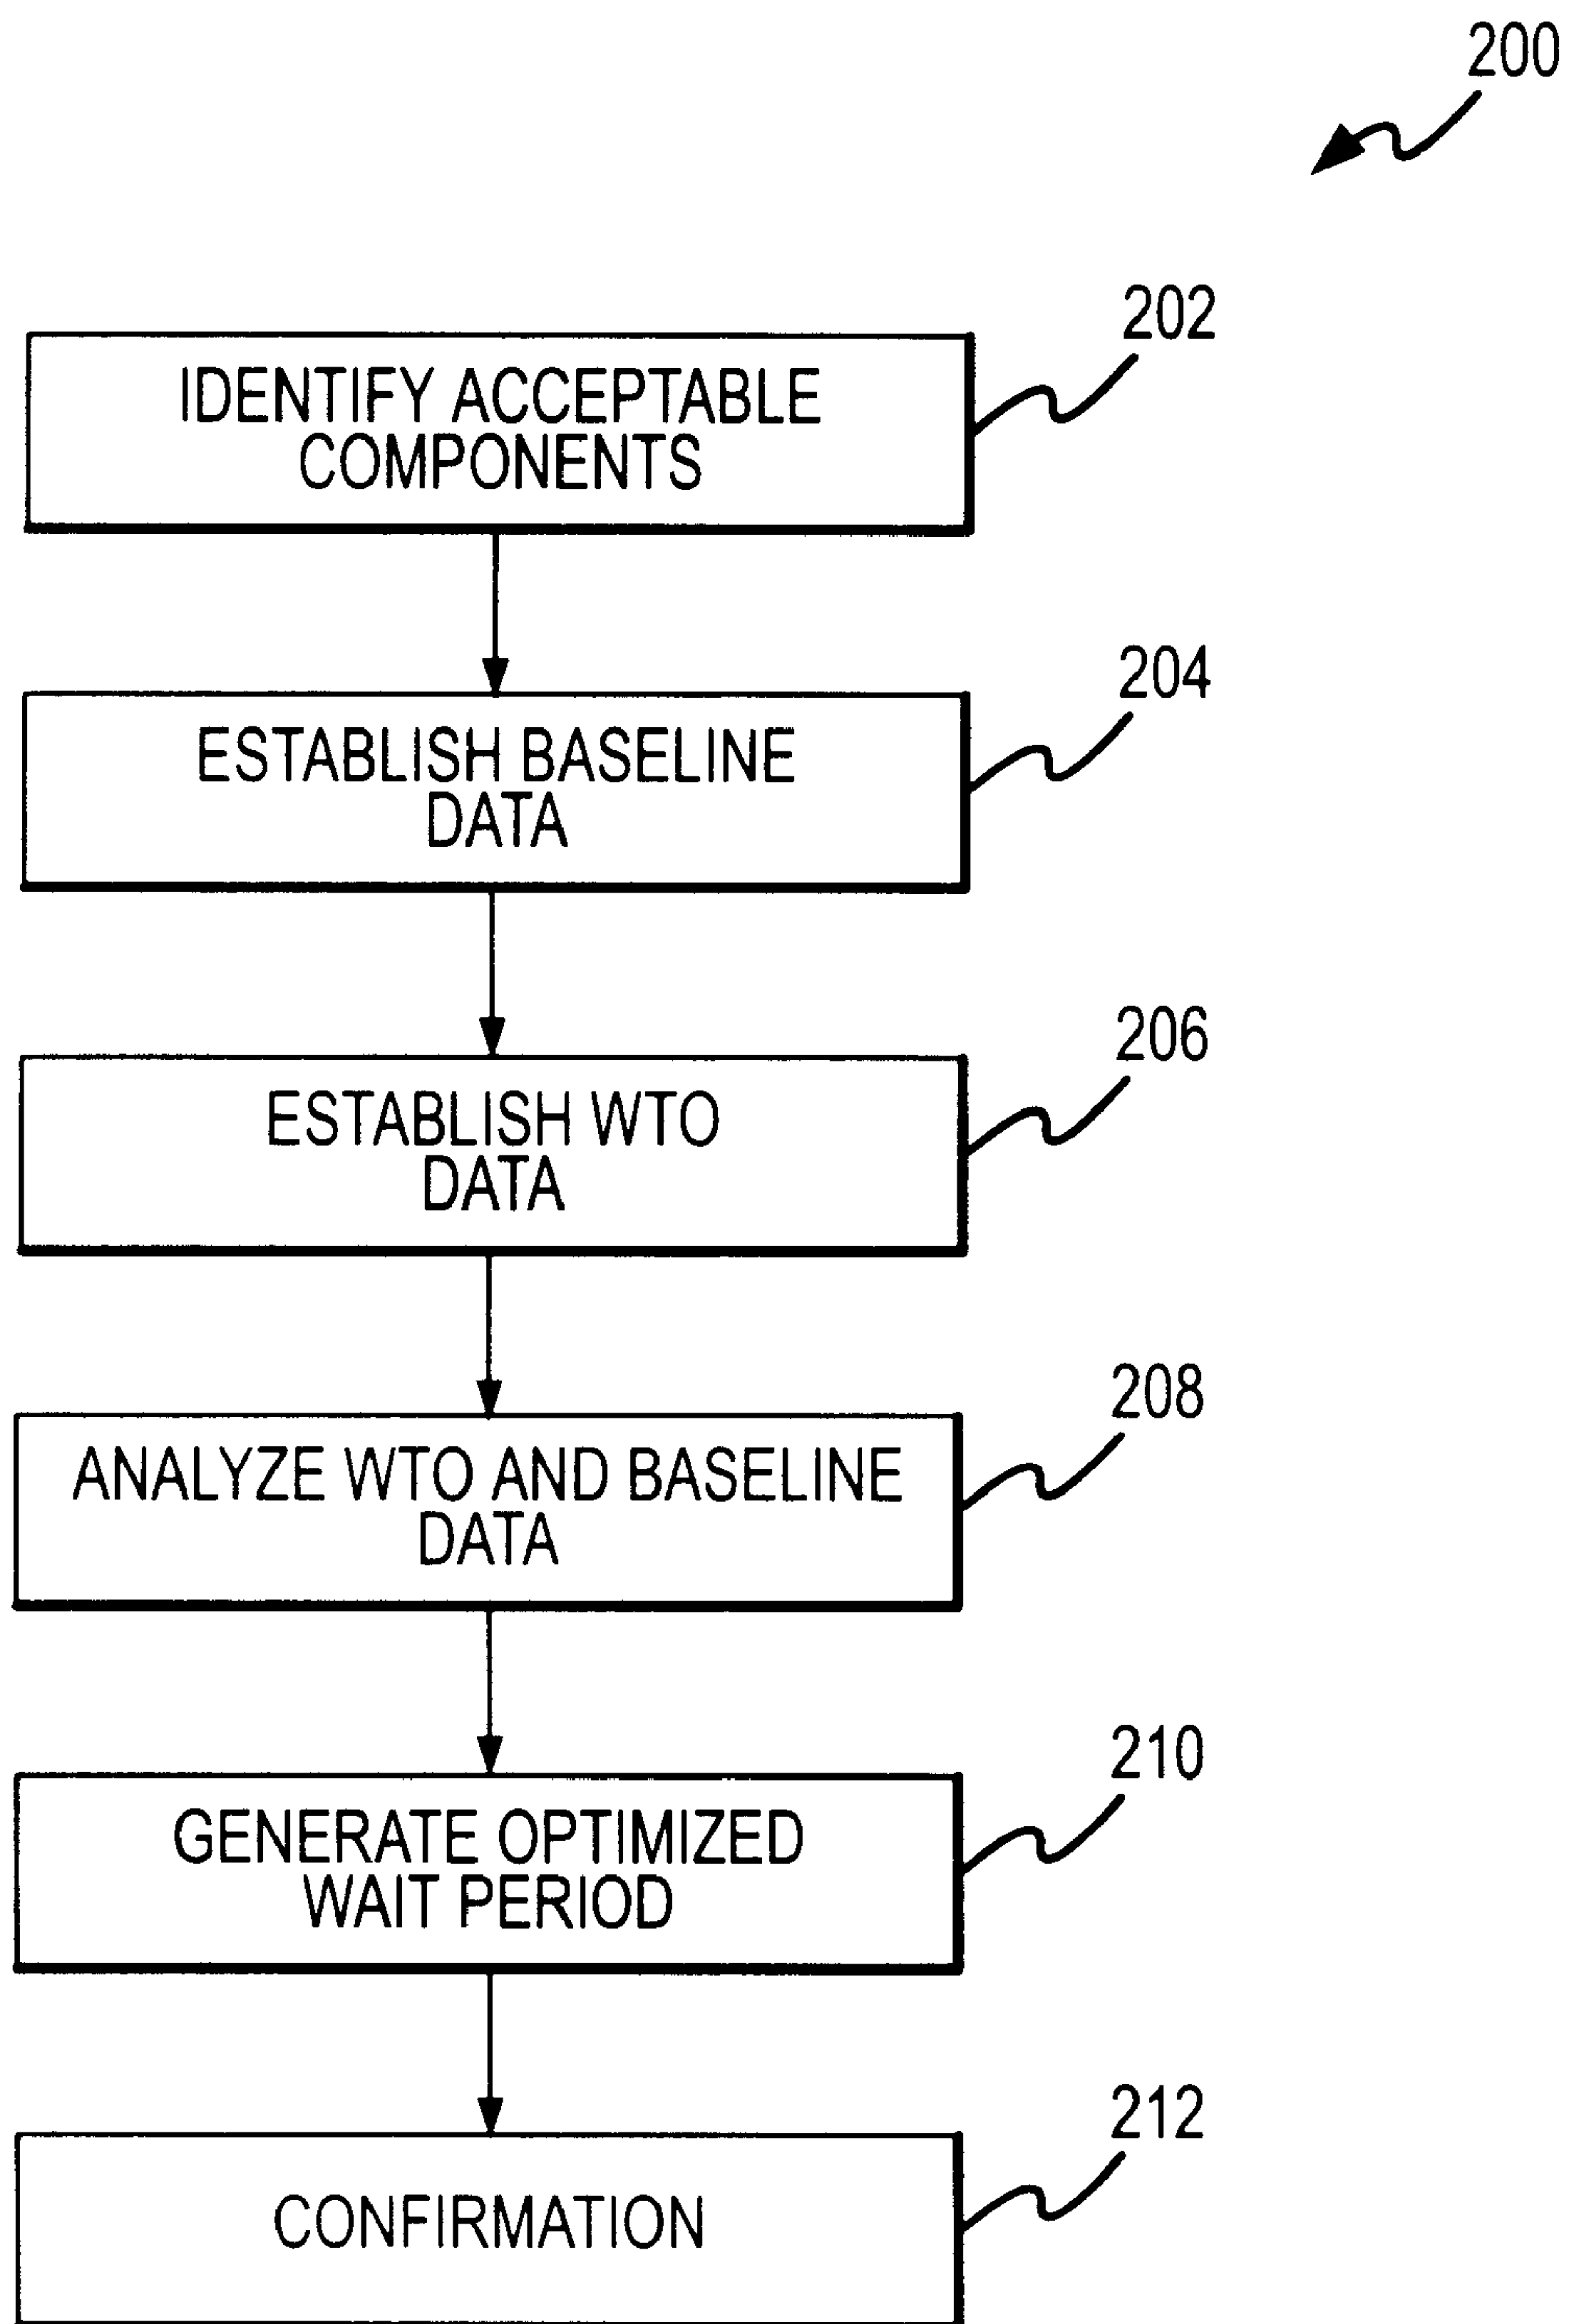 200
202
IDENTIFY ACCEPTABLE
COMPONENTS
204
ESTABLISH BASELINE
DATA
206
ESTABLISH WTO
DATA
208
ANALYZE WTO AND BASELINE
DATA
210
GENERATE OPTIMIZED
WAIT PERIOD
212
CONFIRMATION